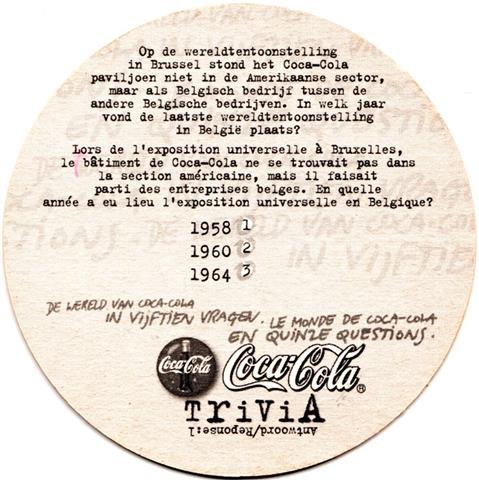 Op de wereldtentoonstelling
in Brussel stond het Coca-Cola
paviljoen niet in de Amerikaanse sector,
maar als Belgisch bedrijf tussen de
andere Belgische bedrijven. In welk jaar
vond de laatste wereldtentoonstelling
in België plaats?
Lors de l'exposition universelle à Bruxelles,
le bâtiment de Coca-Cola ne se trouvait pas dans
la section américaine, mais il faisait
parti des entreprises belges. En quelle
année a eu lieu l'exposition universelle en Belgique?
1958 1
1960 2
1964 3
DE WERELD VAN COCA-COLA
IN VIJFTIEN VRAGEN. LE MONDE DE COCA-COLA
EN QUINZE QUESTIONS.
Coca-Cola Coca-Cola®
TRiViA
Antwoord/Reponse:1